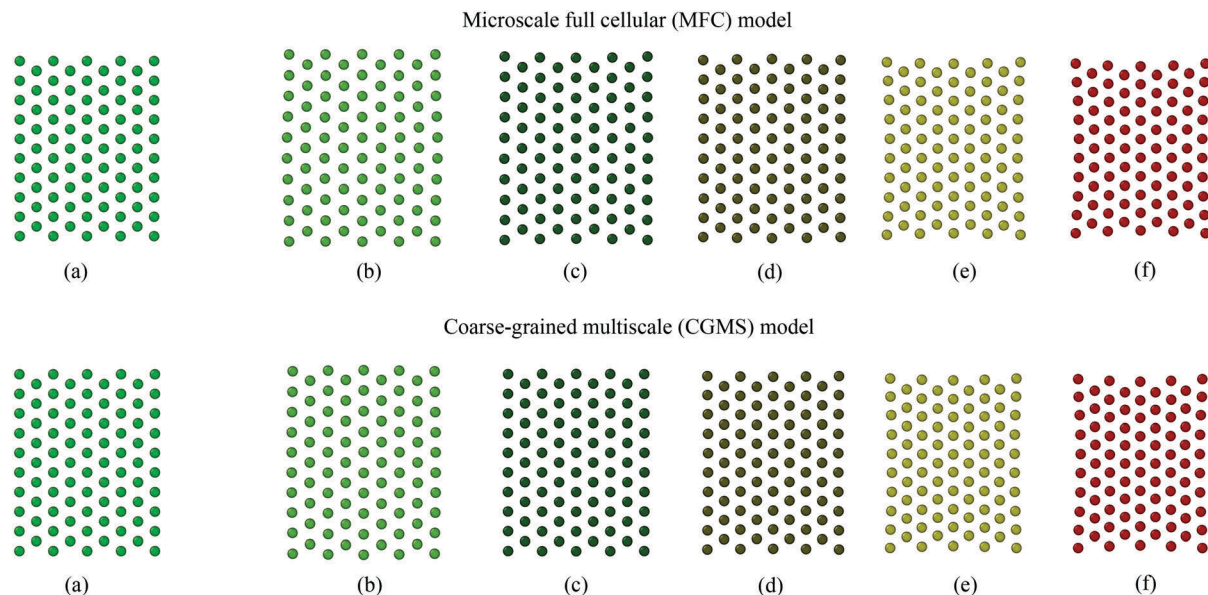 Microscale full cellular (MFC) model
(a) (b) (c) (d) (e) (f)
Coarse-grained multiscale (CGMS) model
(a) (b) (c) (d) (e) (f)